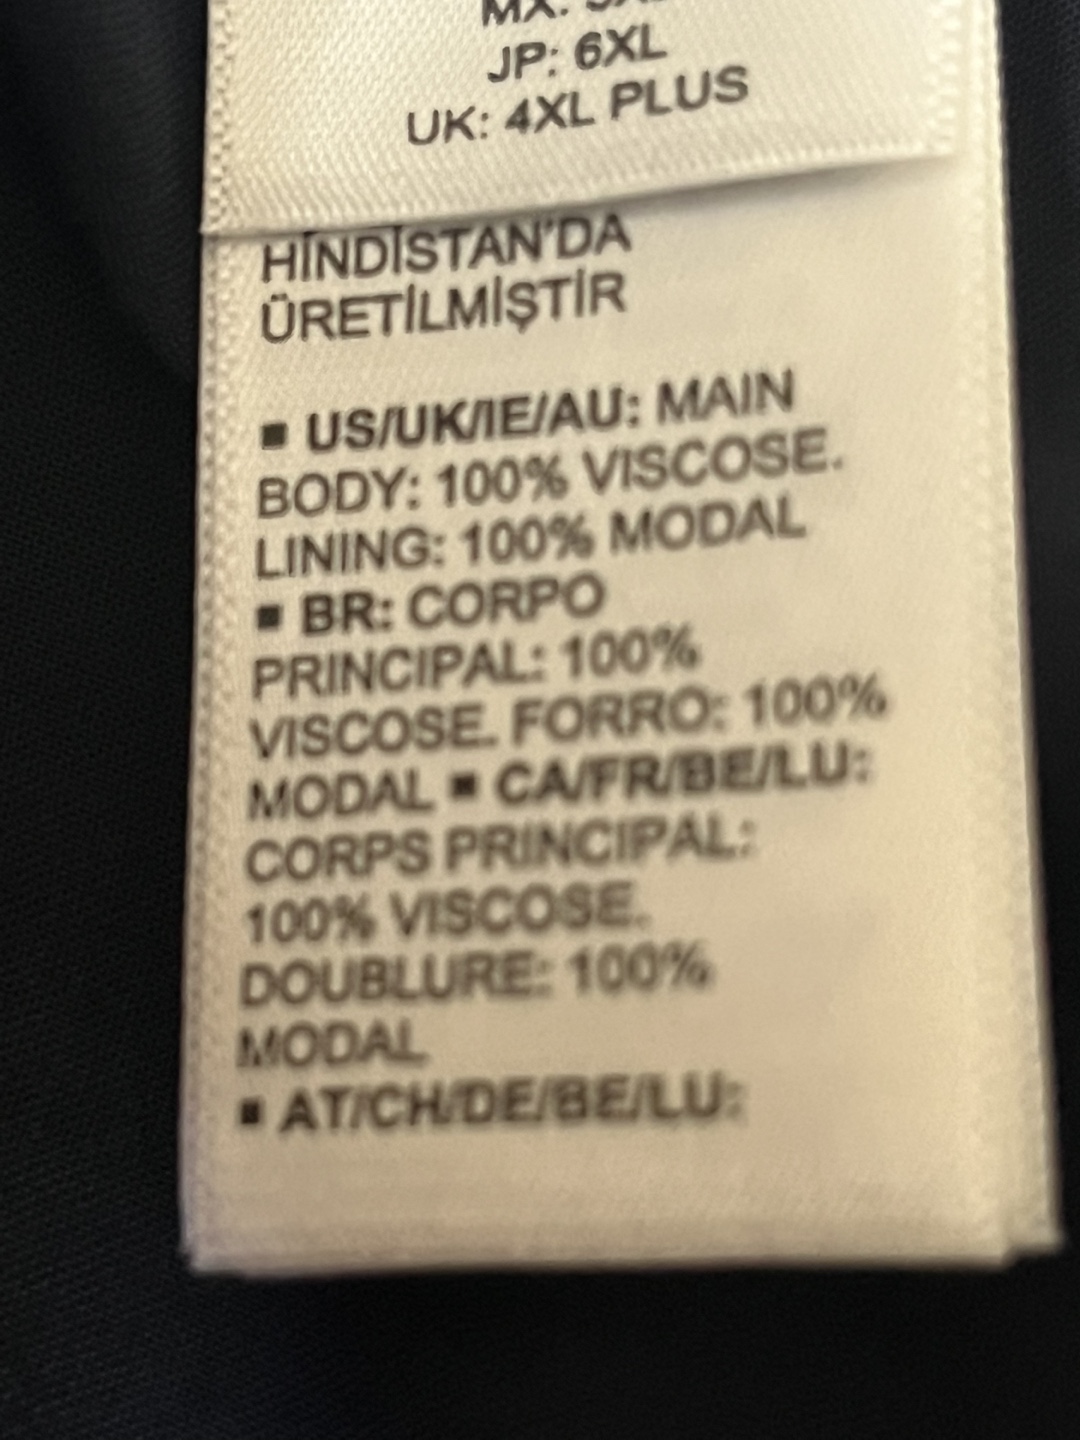 MX:
JP: 6XL
UK: 4XL PLUS
HİNDİSTAN'DA
ÜRETİLMİŞTİR
■ US/UK/IE/AU: MAIN
BODY: 100% VISCOSE.
LINING: 100% MODAL
■ BR: CORPO
PRINCIPAL: 100%
VISCOSE. FORRO: 100%
MODAL ■ CA/FR/BE/LU:
CORPS PRINCIPAL:
100% VISCOSE.
DOUBLURE: 100%
MODAL
■ AT/CH/DE/BE/LU: